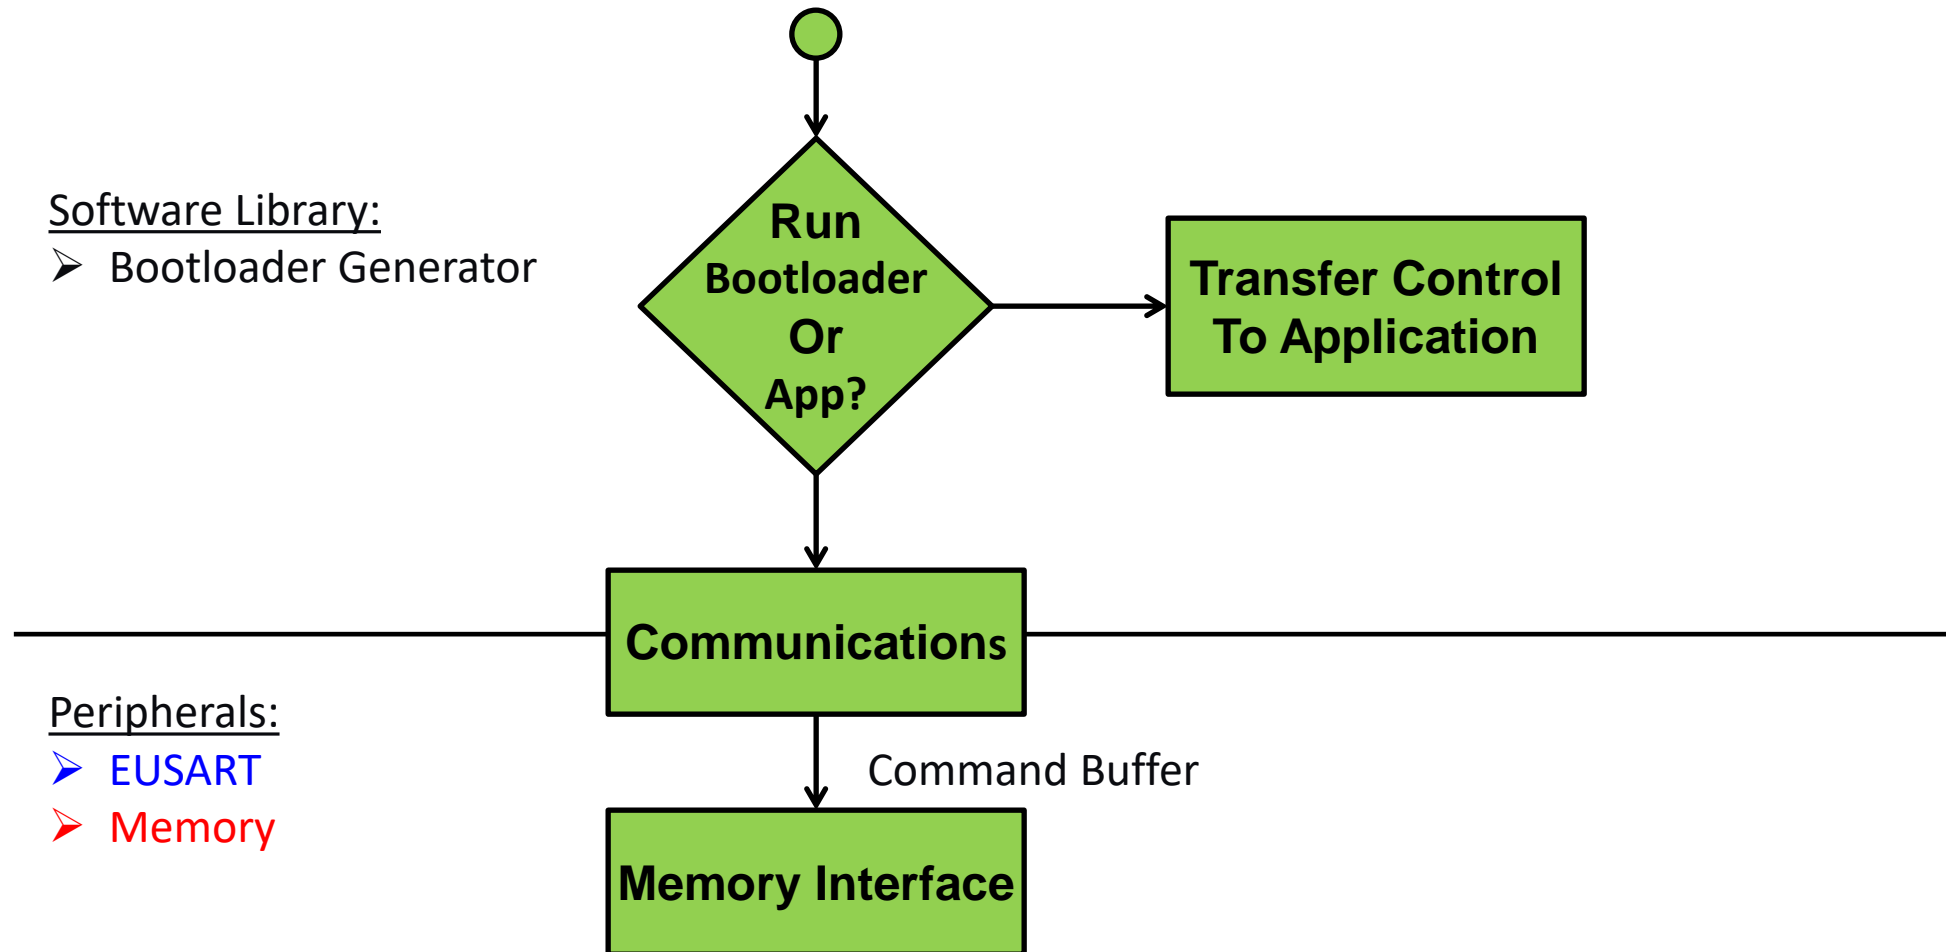 Software Library:
➢ Bootloader Generator
Run
Bootloader
Or
App?
Transfer Control
To Application
Communications
Peripherals:
➢ EUSART
➢ Memory
Command Buffer
Memory Interface